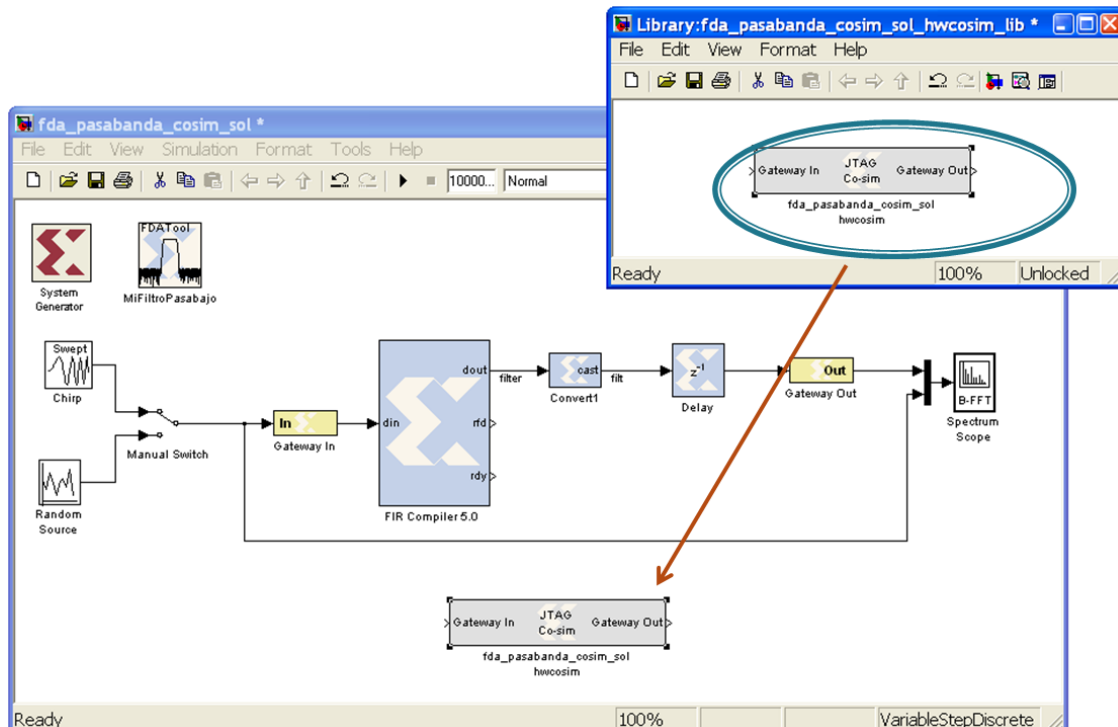 Library:fda_pasabanda_cosim_sol_hwcosim_lib *
File Edit View Format Help
Gateway In JTAG Co-sim Gateway Out
fda_pasabanda_cosim_sol
hwcosim
Ready 100% Unlocked
fda_pasabanda_cosim_sol *
File Edit View Simulation Format Tools Help
10000... Normal
System
Generator
FDATool
MiFiltroPasabajo
Swept
Chirp
Manual Switch
Random
Source
In
Gateway In
din
dout
rfd
rdy
FIR Compiler 5.0
filter
cast
Convert1
filt
z⁻¹
Delay
Out
Gateway Out
B-FFT
Spectrum
Scope
Gateway In JTAG Co-sim Gateway Out
fda_pasabanda_cosim_sol
hwcosim
Ready 100% VariableStepDiscrete